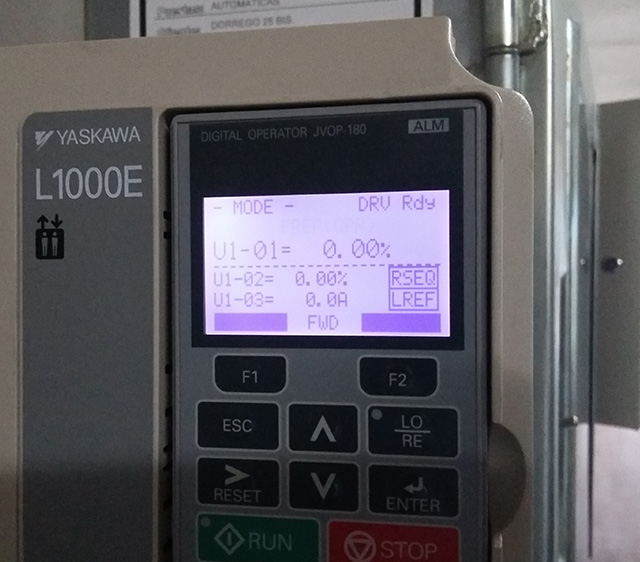 AUTOMATICAS
DORREGO 25 BIS
YASKAWA
L1000E
DIGITAL OPERATOR JVOP-180
ALM
- MODE - DRV Rdy
U1-01= 0.00%
U1-02= 0.00% RSEQ
U1-03= 0.0A LREF
FWD
F1
F2
ESC
LO
RE
RESET
ENTER
RUN
STOP